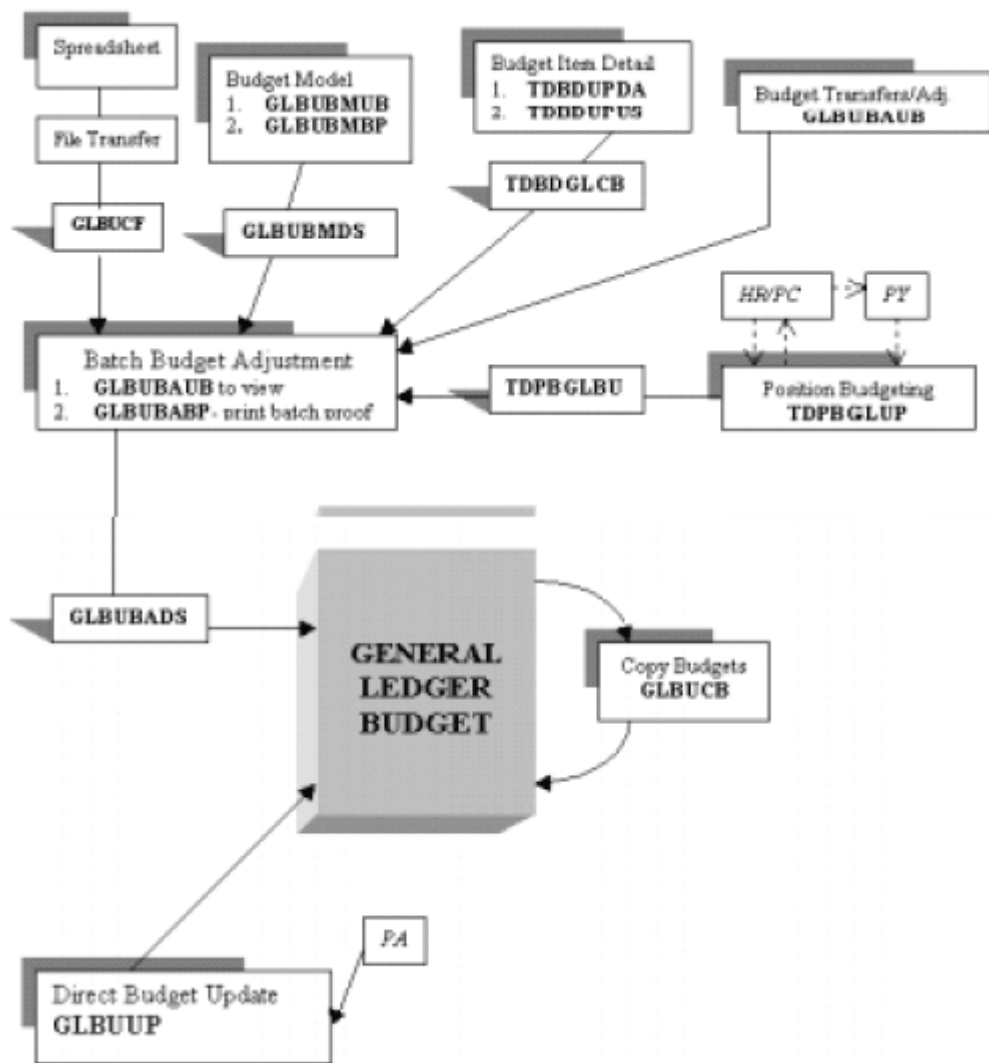 Spreadsheet
File Transfer
GLBUCF
Budget Model
1. GLBUBMUB
2. GLBUBMBP
GLBUBMDS
Budget Item Detail
1. TDBDUPDA
2. TDBDUPUS
TDBDGLCB
Budget Transfers/Adj.
GLBUBAUB
HR/PC
PY
Batch Budget Adjustment
1. GLBUBAUB to view
2. GLBUBABP - print batch proof
TDPBGLBU
Position Budgeting
TDPBGLUP
GLBUBADS
GENERAL
LEDGER
BUDGET
Copy Budgets
GLBUCB
PA
Direct Budget Update
GLBUUP